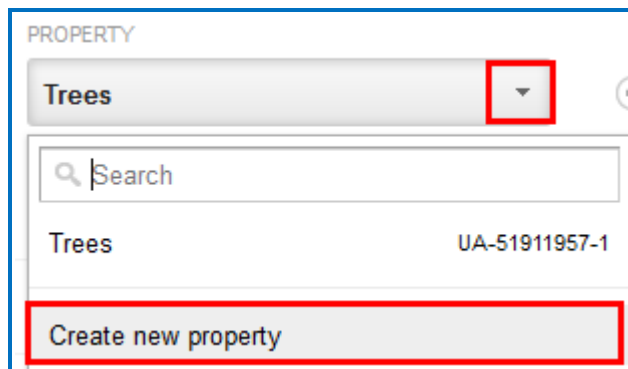 PROPERTY
Trees
Search
Trees UA-51911957-1
Create new property